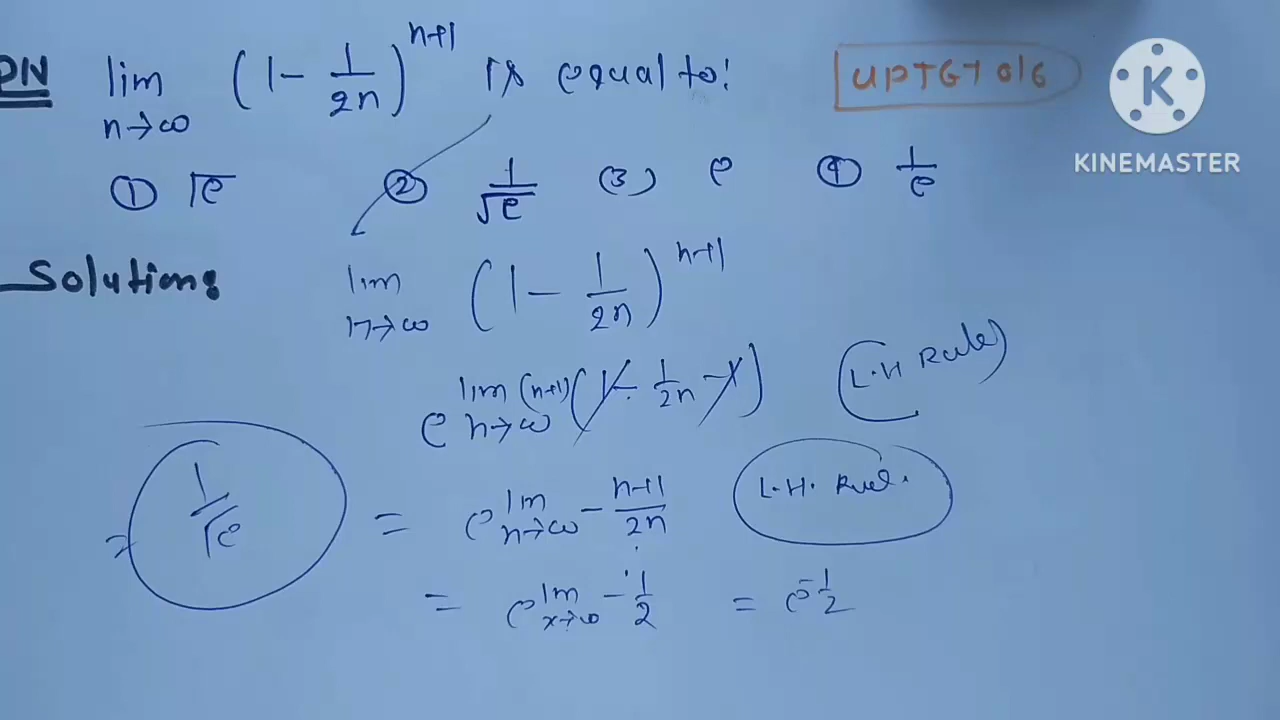 QN lim n→∞ (1 - 1/2n)^n+1 is equal to: UPTGT 016
K
KINEMASTER
① √e ② 1/√e (3) e ④ 1/e
Solution: lim n→∞ (1 - 1/2n)^n+1
e^lim n→∞ (n+1)(1 - 1/2n - 1) (L.H Rule)
= e^lim n→∞ - n+1/2n L.H. Rule.
= e^lim x→∞ - 1/2 = e^-1/2
= 1/√e